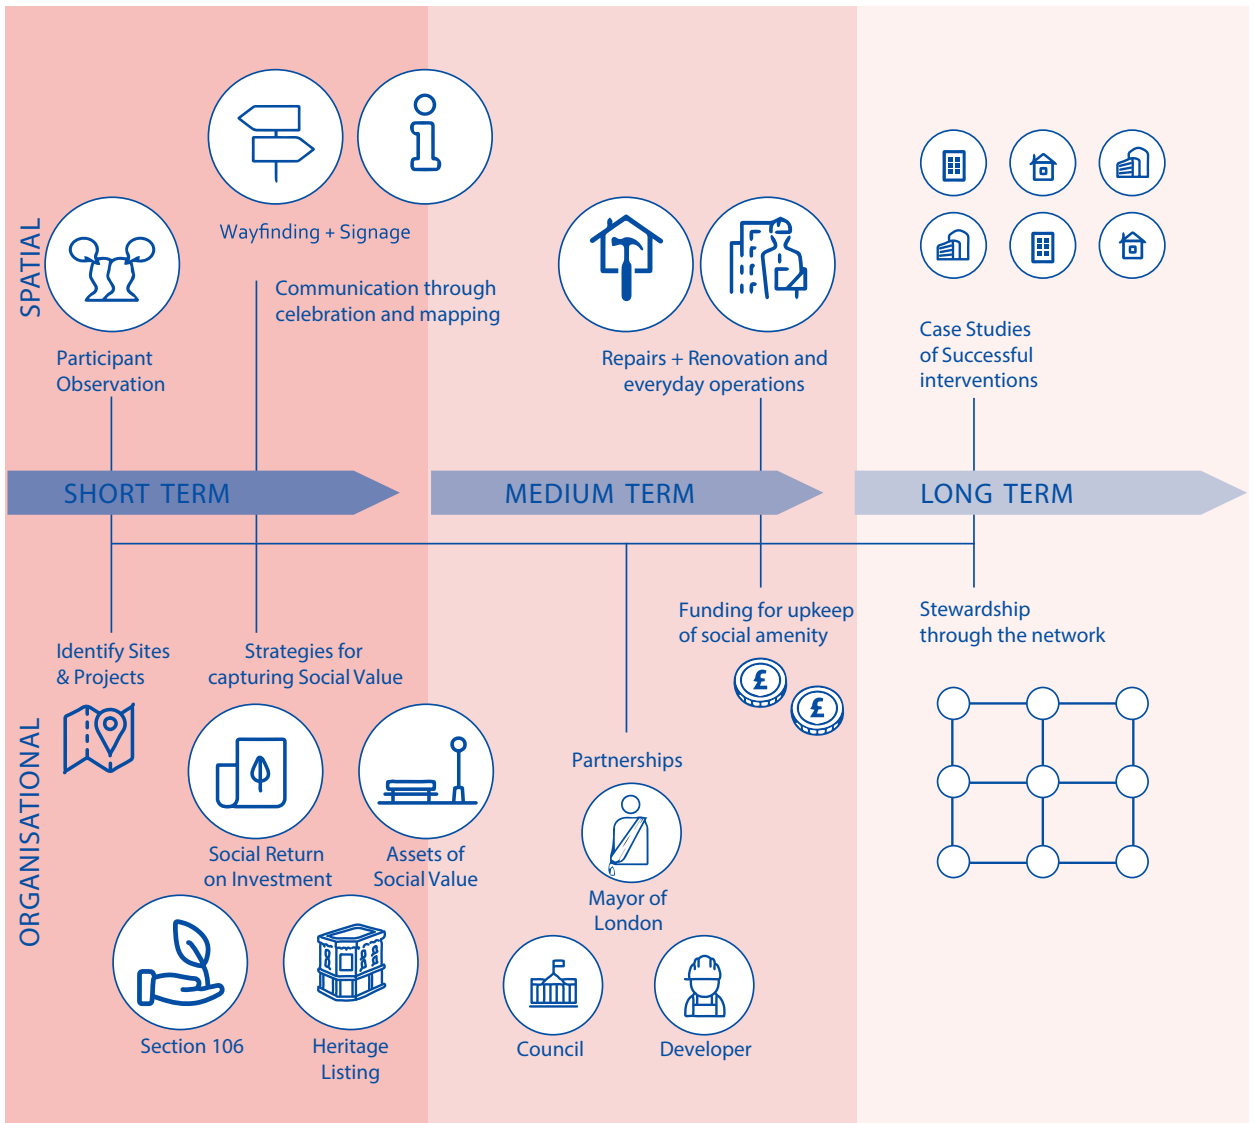 SPATIAL
Wayfinding + Signage
Communication through
celebration and mapping
Participant
Observation
Repairs + Renovation and
everyday operations
Case Studies
of Successful
interventions
SHORT TERM
MEDIUM TERM
LONG TERM
ORGANISATIONAL
Identify Sites
& Projects
Strategies for
capturing Social Value
Social Return
on Investment
Assets of
Social Value
Section 106
Heritage
Listing
Funding for upkeep
of social amenity
£
£
Partnerships
Mayor of
London
Council
Developer
Stewardship
through the network